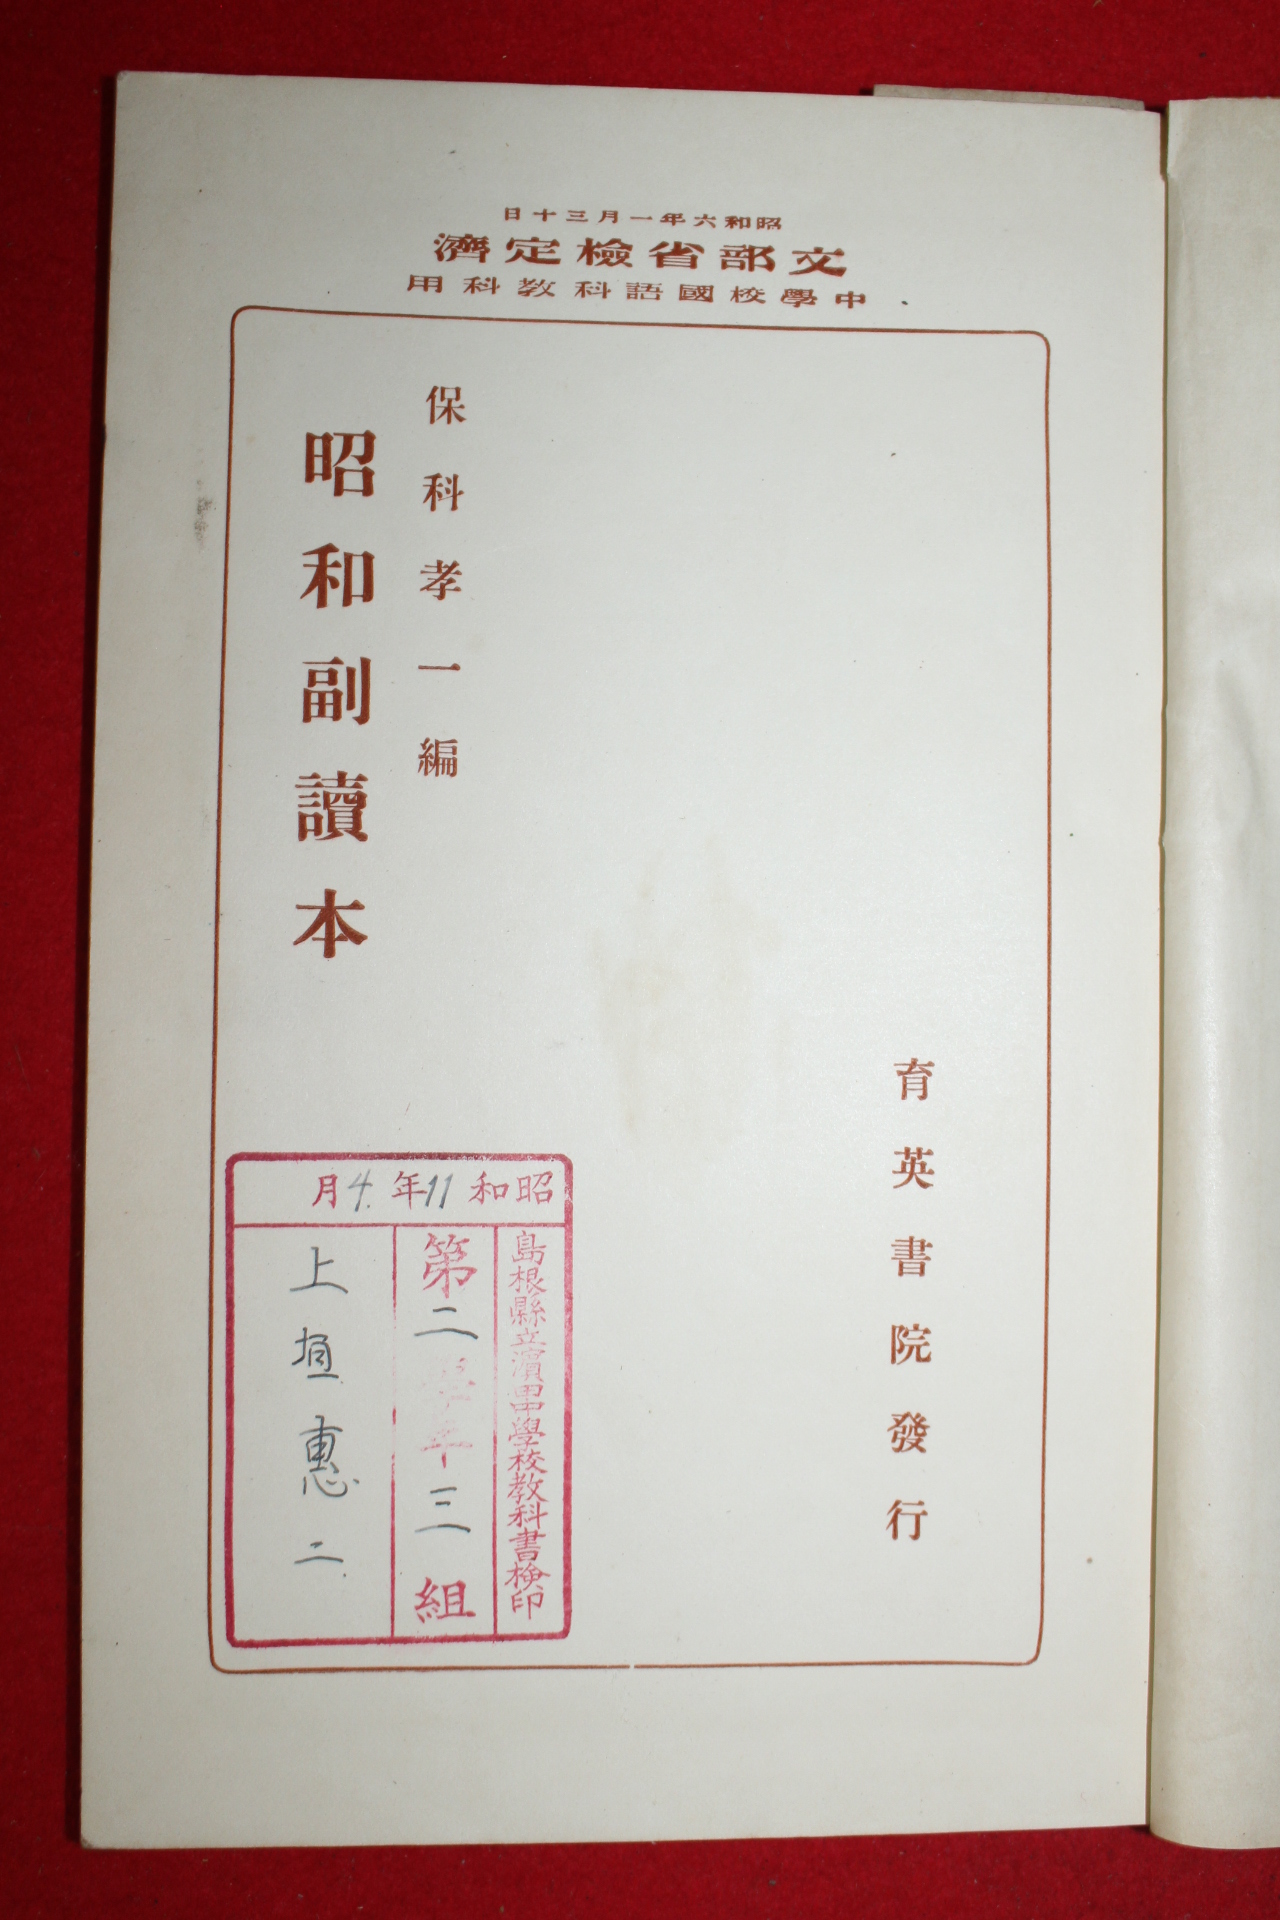 昭和六年一月三十日
文部省檢定濟
中學校國語科教科用
保科孝一編
昭和副讀本
育英書院發行
昭和11年4月
島根縣立濱田中學校教科書檢印
第二學年三組
上垣惠二